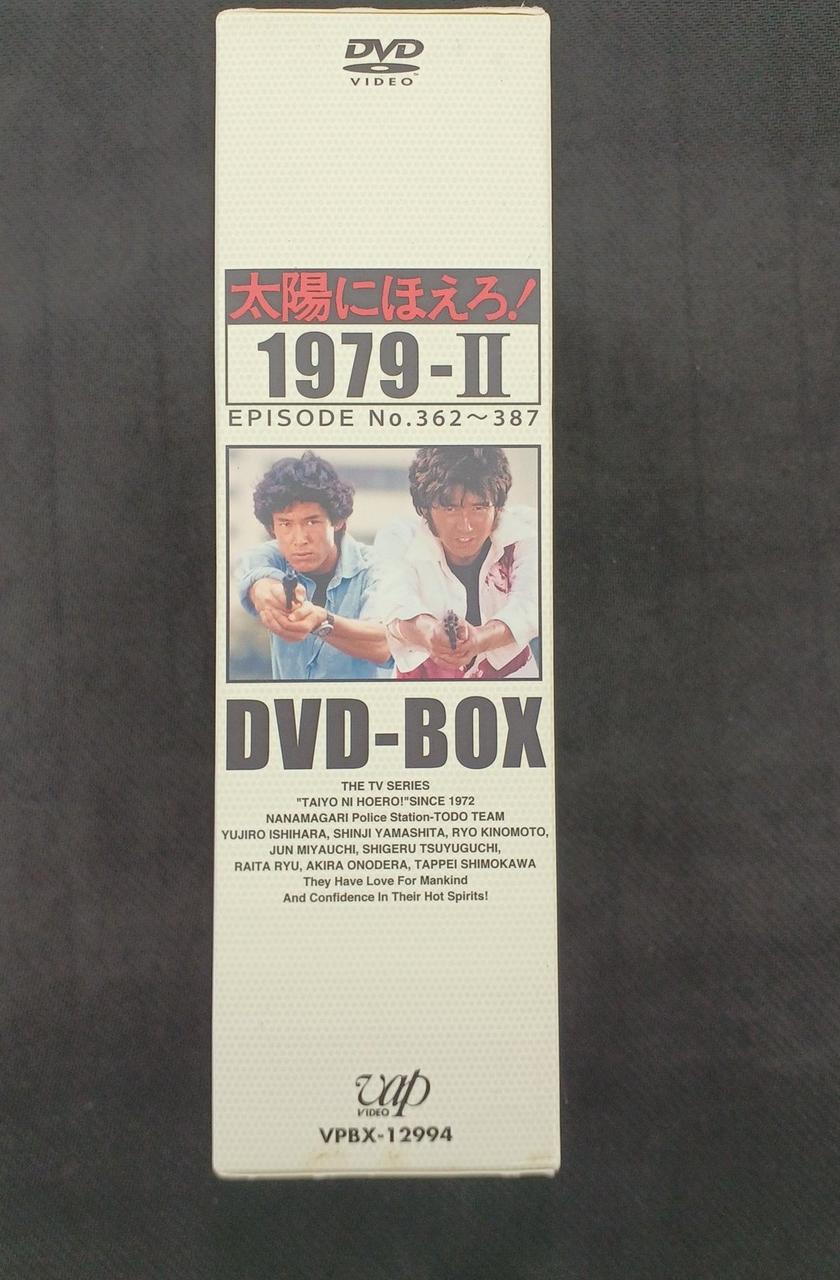 DVD
VIDEO
太陽にほえろ!
1979-II
EPISODE No.362〜387
DVD-BOX
THE TV SERIES
"TAIYO NI HOERO!"SINCE 1972
NANAMAGARI Police Station-TODO TEAM
YUJIRO ISHIHARA, SHINJI YAMASHITA, RYO KINOMOTO,
JUN MIYAUCHI, SHIGERU TSUYUGUCHI,
RAITA RYU, AKIRA ONODERA, TAPPEI SHIMOKAWA
They Have Love For Mankind
And Confidence In Their Hot Spirits!
vap
VIDEO
VPBX-12994